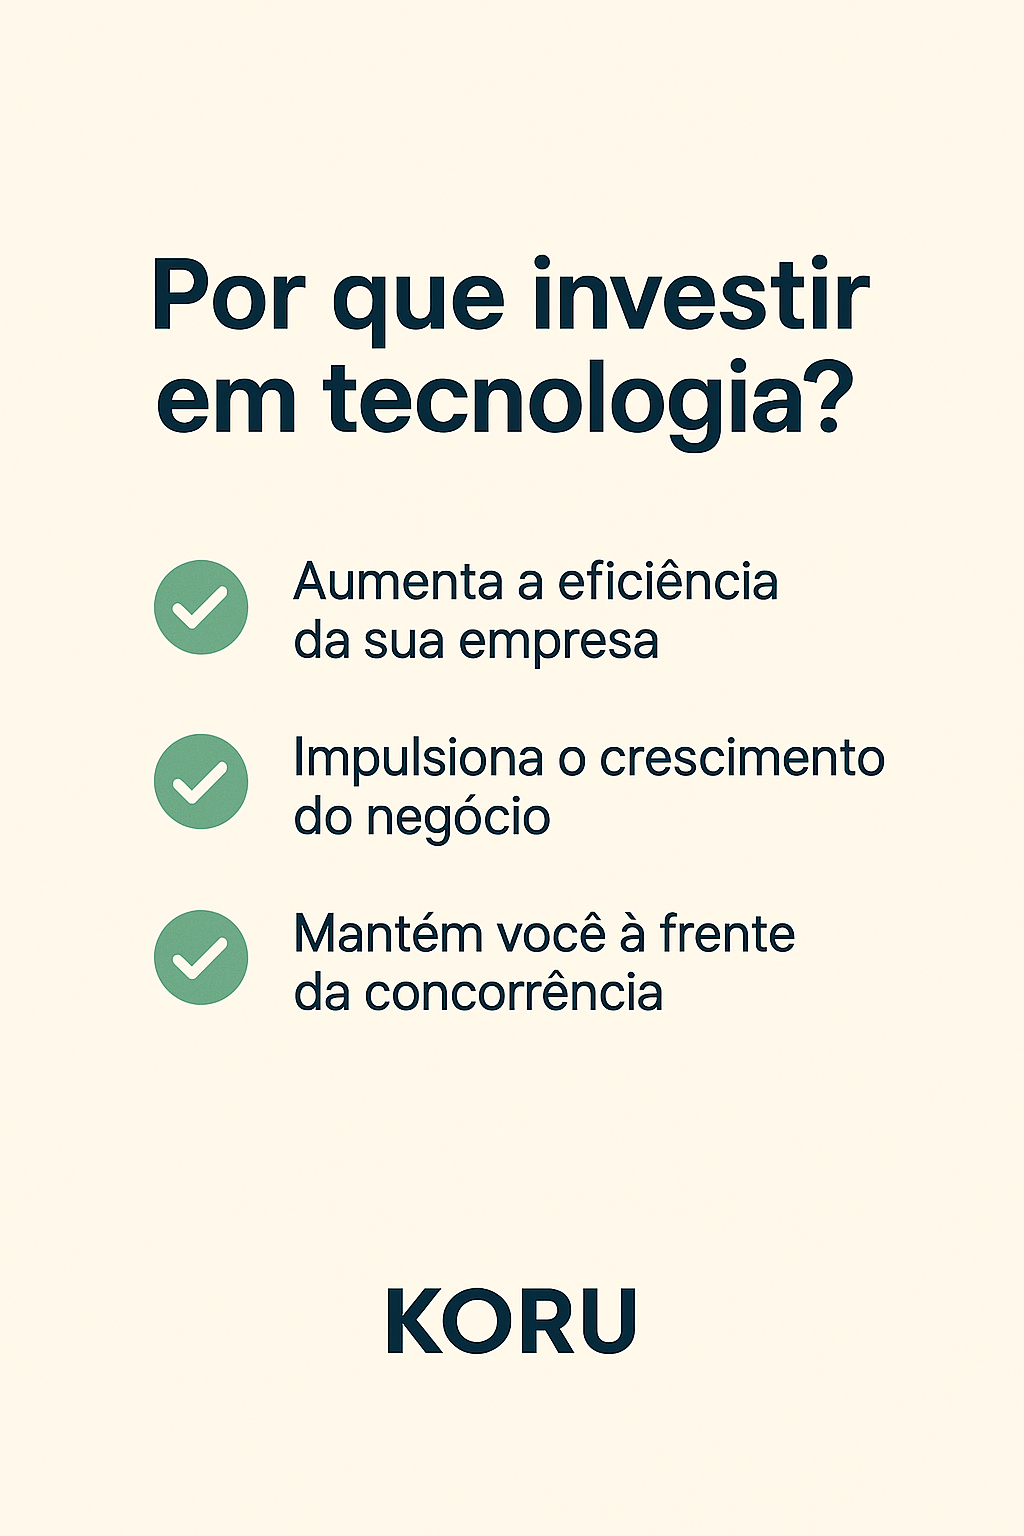 Por que investir
em tecnologia?
Aumenta a eficiência
da sua empresa
Impulsiona o crescimento
do negócio
Mantém você à frente
da concorrência
KORU